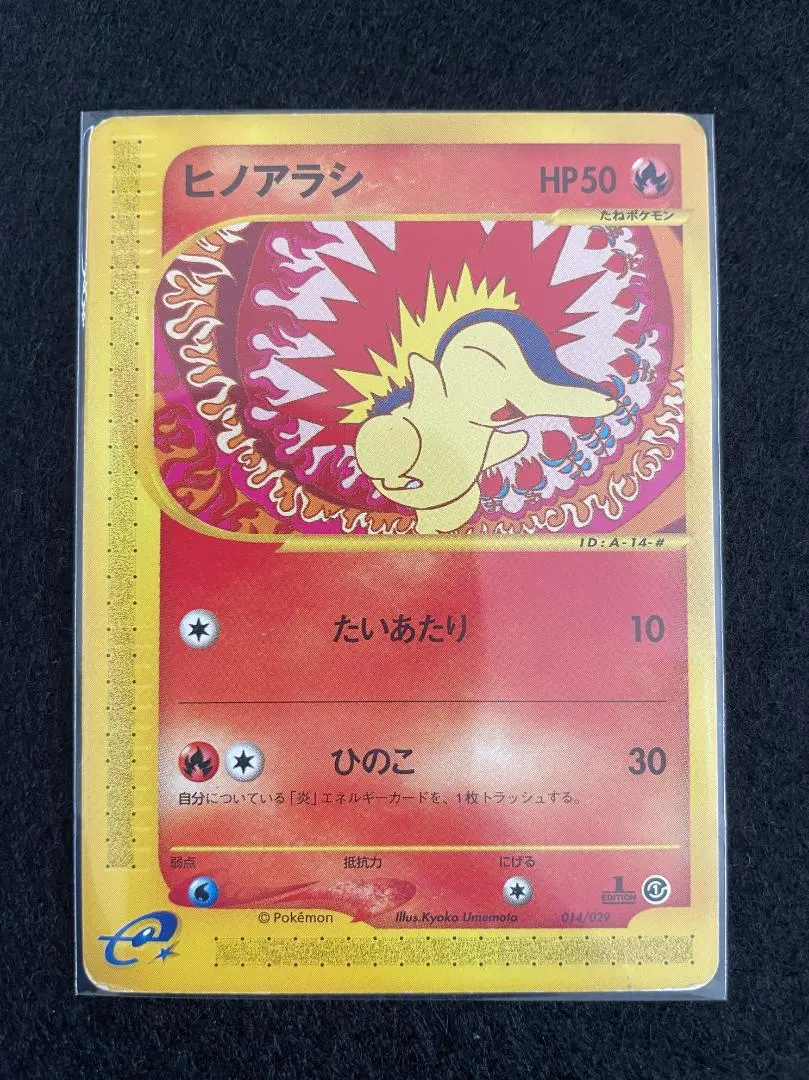 ヒノアラシ HP50
たねポケモン
ID:A-14-#
たいあたり 10
ひのこ 30
自分についている「炎」エネルギーカードを、1枚トラッシュする。
弱点 抵抗力 にげる
1 EDITION
© Pokémon Illus.Kyoko Umemoto 014/029
e